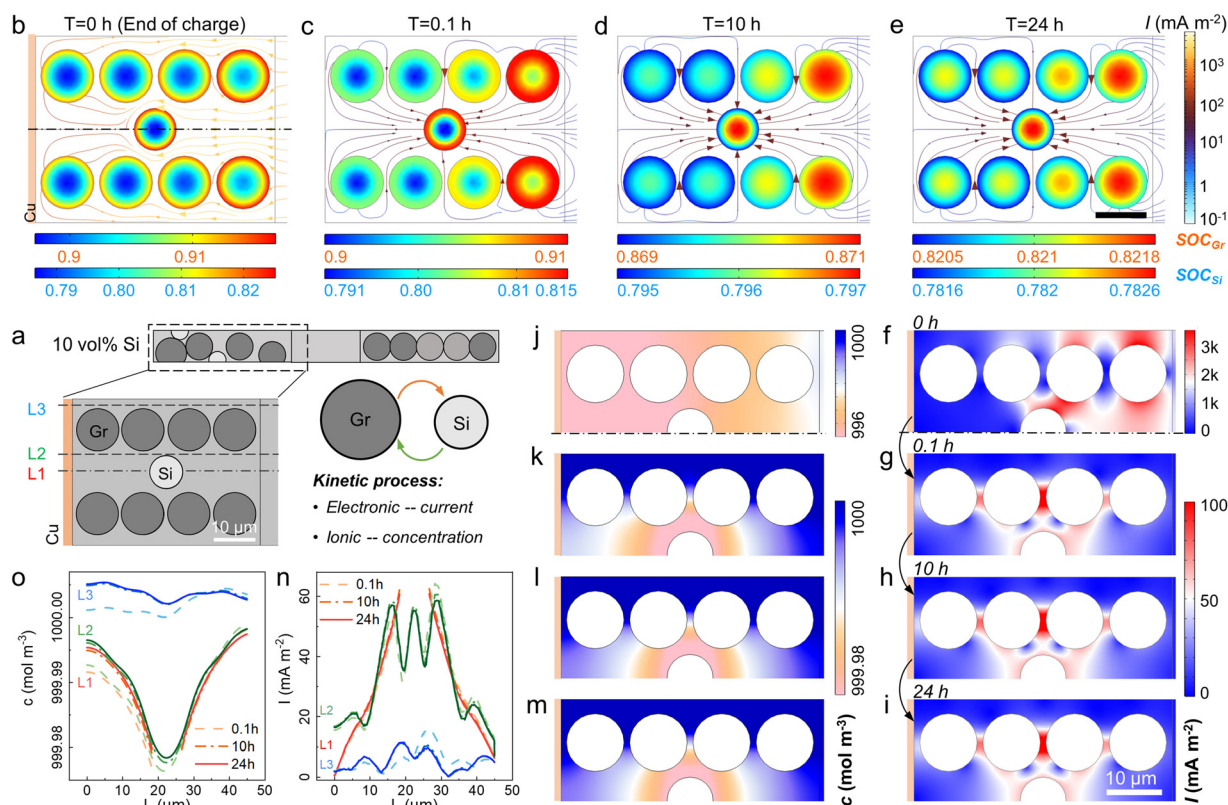 b T=0 h (End of charge) c T=0.1 h d T=10 h e T=24 h I (mA m⁻²)
10³
10²
10¹
1
10⁻¹
Cu
0.9 0.91 0.9 0.91 0.869 0.871 0.8205 0.821 0.8218 SOC_Gr
0.79 0.80 0.81 0.82 0.791 0.80 0.81 0.815 0.795 0.796 0.797 0.7816 0.782 0.7826 SOC_Si
a 10 vol% Si
L3
L2
L1
Gr
Si
Cu
10 μm
Gr Si
Kinetic process:
• Electronic -- current
• Ionic -- concentration
j
1000
996
f 0 h
3k
2k
1k
0
k
g 0.1 h
l
h 10 h
m
i 24 h
1000
999.98
c (mol m⁻³)
100
50
0
I (mA m⁻²)
10 μm
o
c (mol m⁻³)
1000.00
999.99
999.98
L3
L2
L1
0.1h
10h
24h
0 10 20 30 40 50
(μm)
n
I (mA m⁻²)
60
40
20
0
0.1h
10h
24h
L2
L1
L3
0 10 20 30 40 50
(μm)